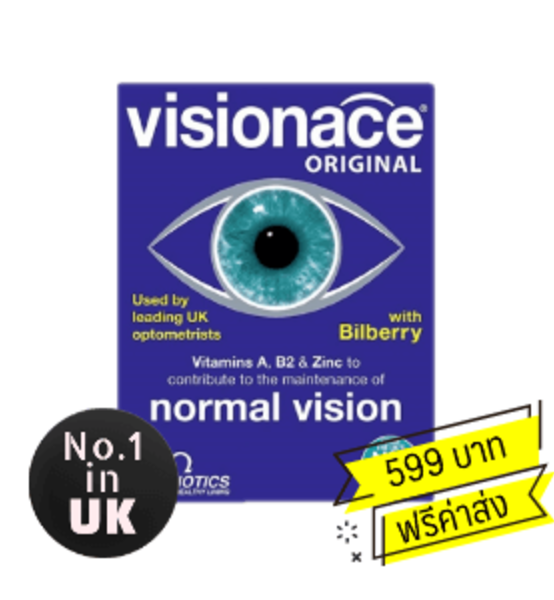 visionace®
ORIGINAL
Used by
leading UK
optometrists
with
Bilberry
Vitamins A, B2 & Zinc to
contribute to the maintenance of
normal vision
No.1
in
UK
599 บาท
ฟรีค่าส่ง